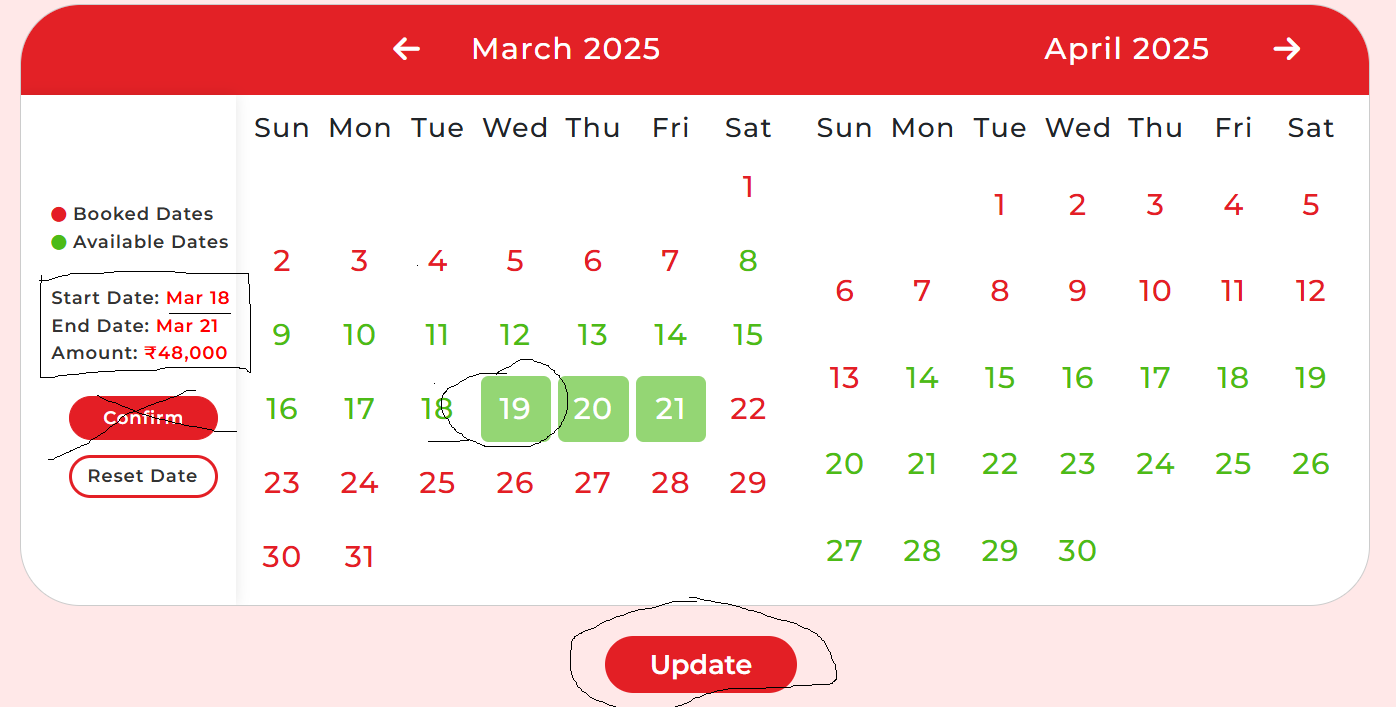 March 2025 April 2025
Sun Mon Tue Wed Thu Fri Sat Sun Mon Tue Wed Thu Fri Sat
1
1 2 3 4 5
Booked Dates
Available Dates
2 3 4 5 6 7 8
6 7 8 9 10 11 12
Start Date: Mar 18
End Date: Mar 21
Amount: ₹48,000
9 10 11 12 13 14 15
13 14 15 16 17 18 19
16 17 18 19 20 21 22
Confirm
Reset Date
20 21 22 23 24 25 26
23 24 25 26 27 28 29
27 28 29 30
30 31
Update